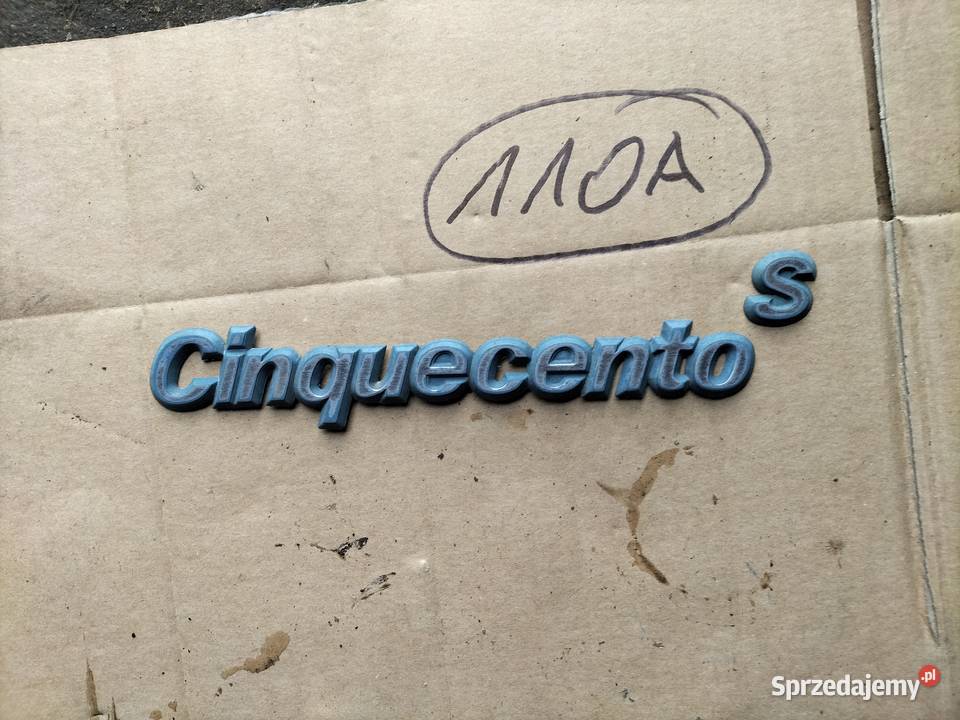 110A
Cinquecento S
Sprzedajemy.pl